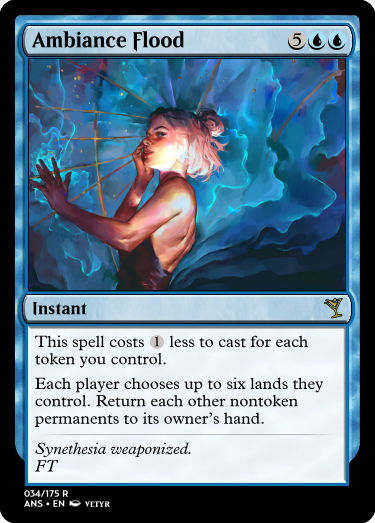 Ambiance Flood
5
Instant
This spell costs 1 less to cast for each
token you control.
Each player chooses up to six lands they
control. Return each other nontoken
permanents to its owner's hand.
Synethesia weaponized.
FT
034/175 R
ANS • EN VETYR